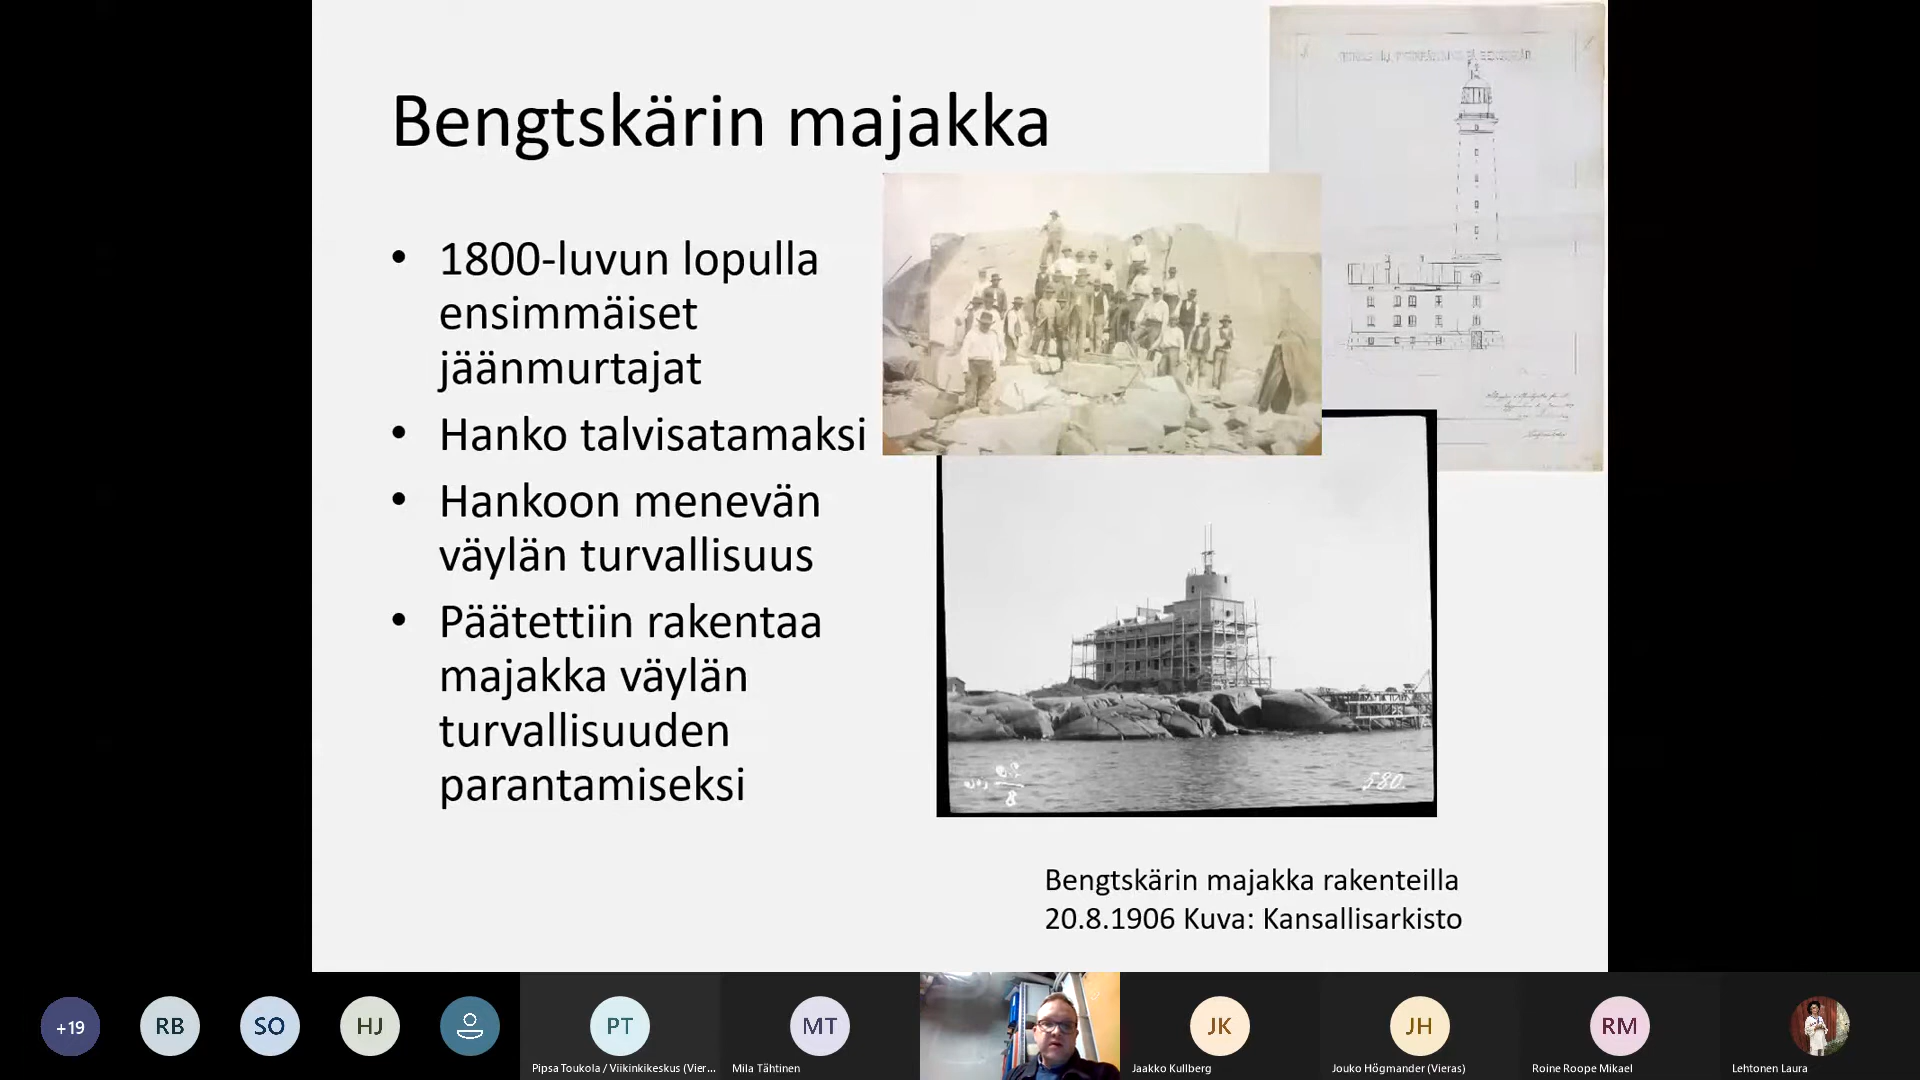 Bengtskärin majakka
• 1800-luvun lopulla
ensimmäiset
jäänmurtajat
• Hanko talvisatamaksi
• Hankoon menevän
väylän turvallisuus
• Päätettiin rakentaa
majakka väylän
turvallisuuden
parantamiseksi
580.
Bengtskärin majakka rakenteilla
20.8.1906 Kuva: Kansallisarkisto
+19
RB
SO
HJ
PT
MT
JK
JH
RM
Pipsa Toukola / Viikinkikeskus (Vier...
Mila Tähtinen
Jaakko Kullberg
Jouko Högmander (Vieras)
Roine Roope Mikael
Lehtonen Laura